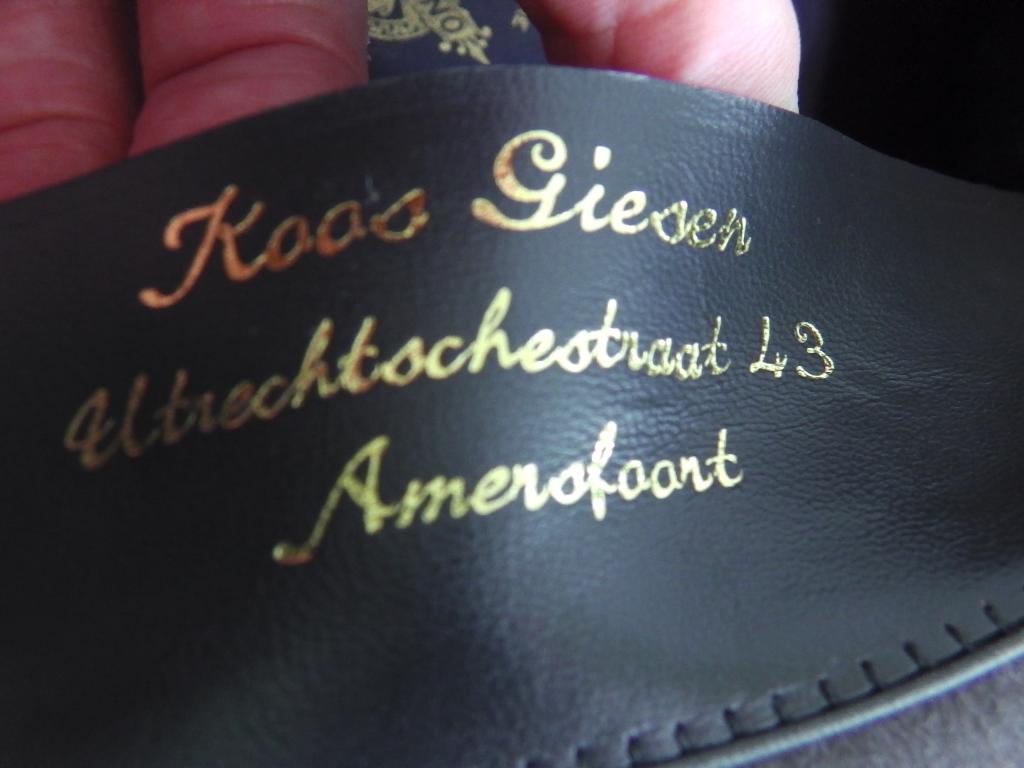 Koos Giesen
Utrechtschestraat 43
Amersfoort